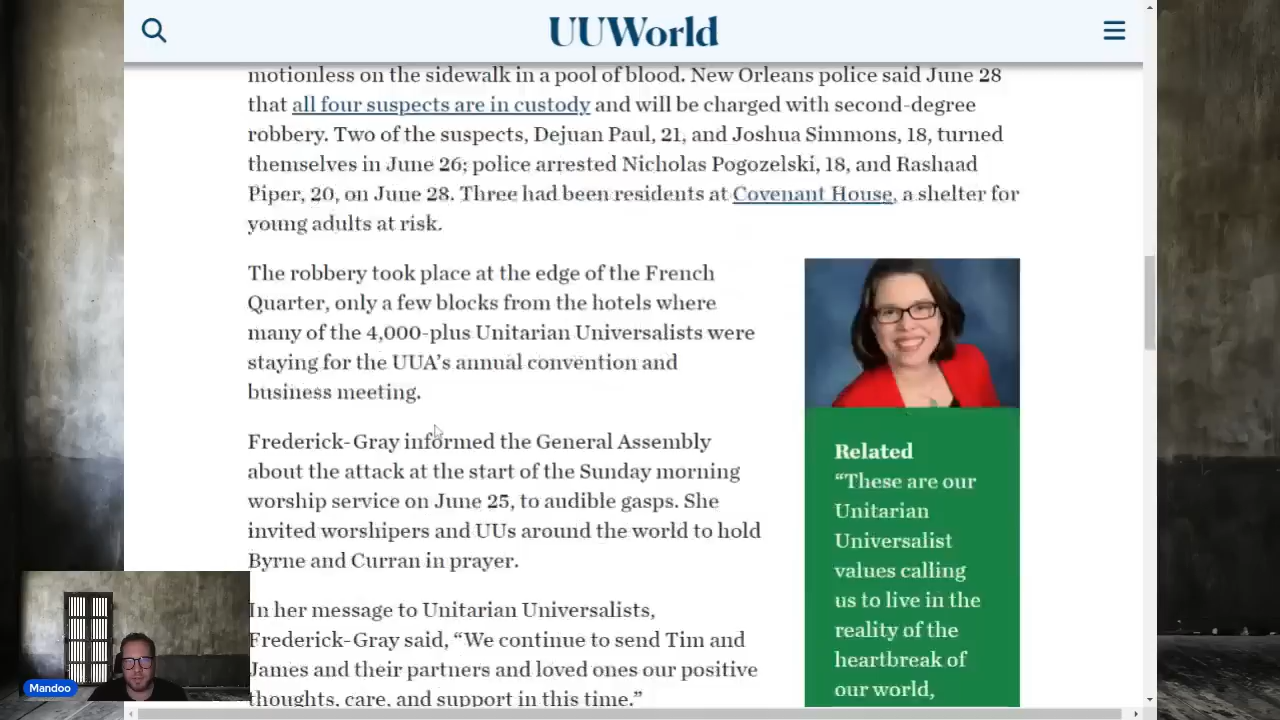 UUWorld
motionless on the sidewalk in a pool of blood. New Orleans police said June 28
that all four suspects are in custody and will be charged with second-degree
robbery. Two of the suspects, Dejuan Paul, 21, and Joshua Simmons, 18, turned
themselves in June 26; police arrested Nicholas Pogozelski, 18, and Rashaad
Piper, 20, on June 28. Three had been residents at Covenant House, a shelter for
young adults at risk.
The robbery took place at the edge of the French
Quarter, only a few blocks from the hotels where
many of the 4,000-plus Unitarian Universalists were
staying for the UUA's annual convention and
business meeting.
Frederick-Gray informed the General Assembly
about the attack at the start of the Sunday morning
worship service on June 25, to audible gasps. She
invited worshipers and UUs around the world to hold
Byrne and Curran in prayer.
In her message to Unitarian Universalists,
Frederick-Gray said, “We continue to send Tim and
James and their partners and loved ones our positive
thoughts, care, and support in this time.”
Related
“These are our
Unitarian
Universalist
values calling
us to live in the
reality of the
heartbreak of
our world,
Mandoo